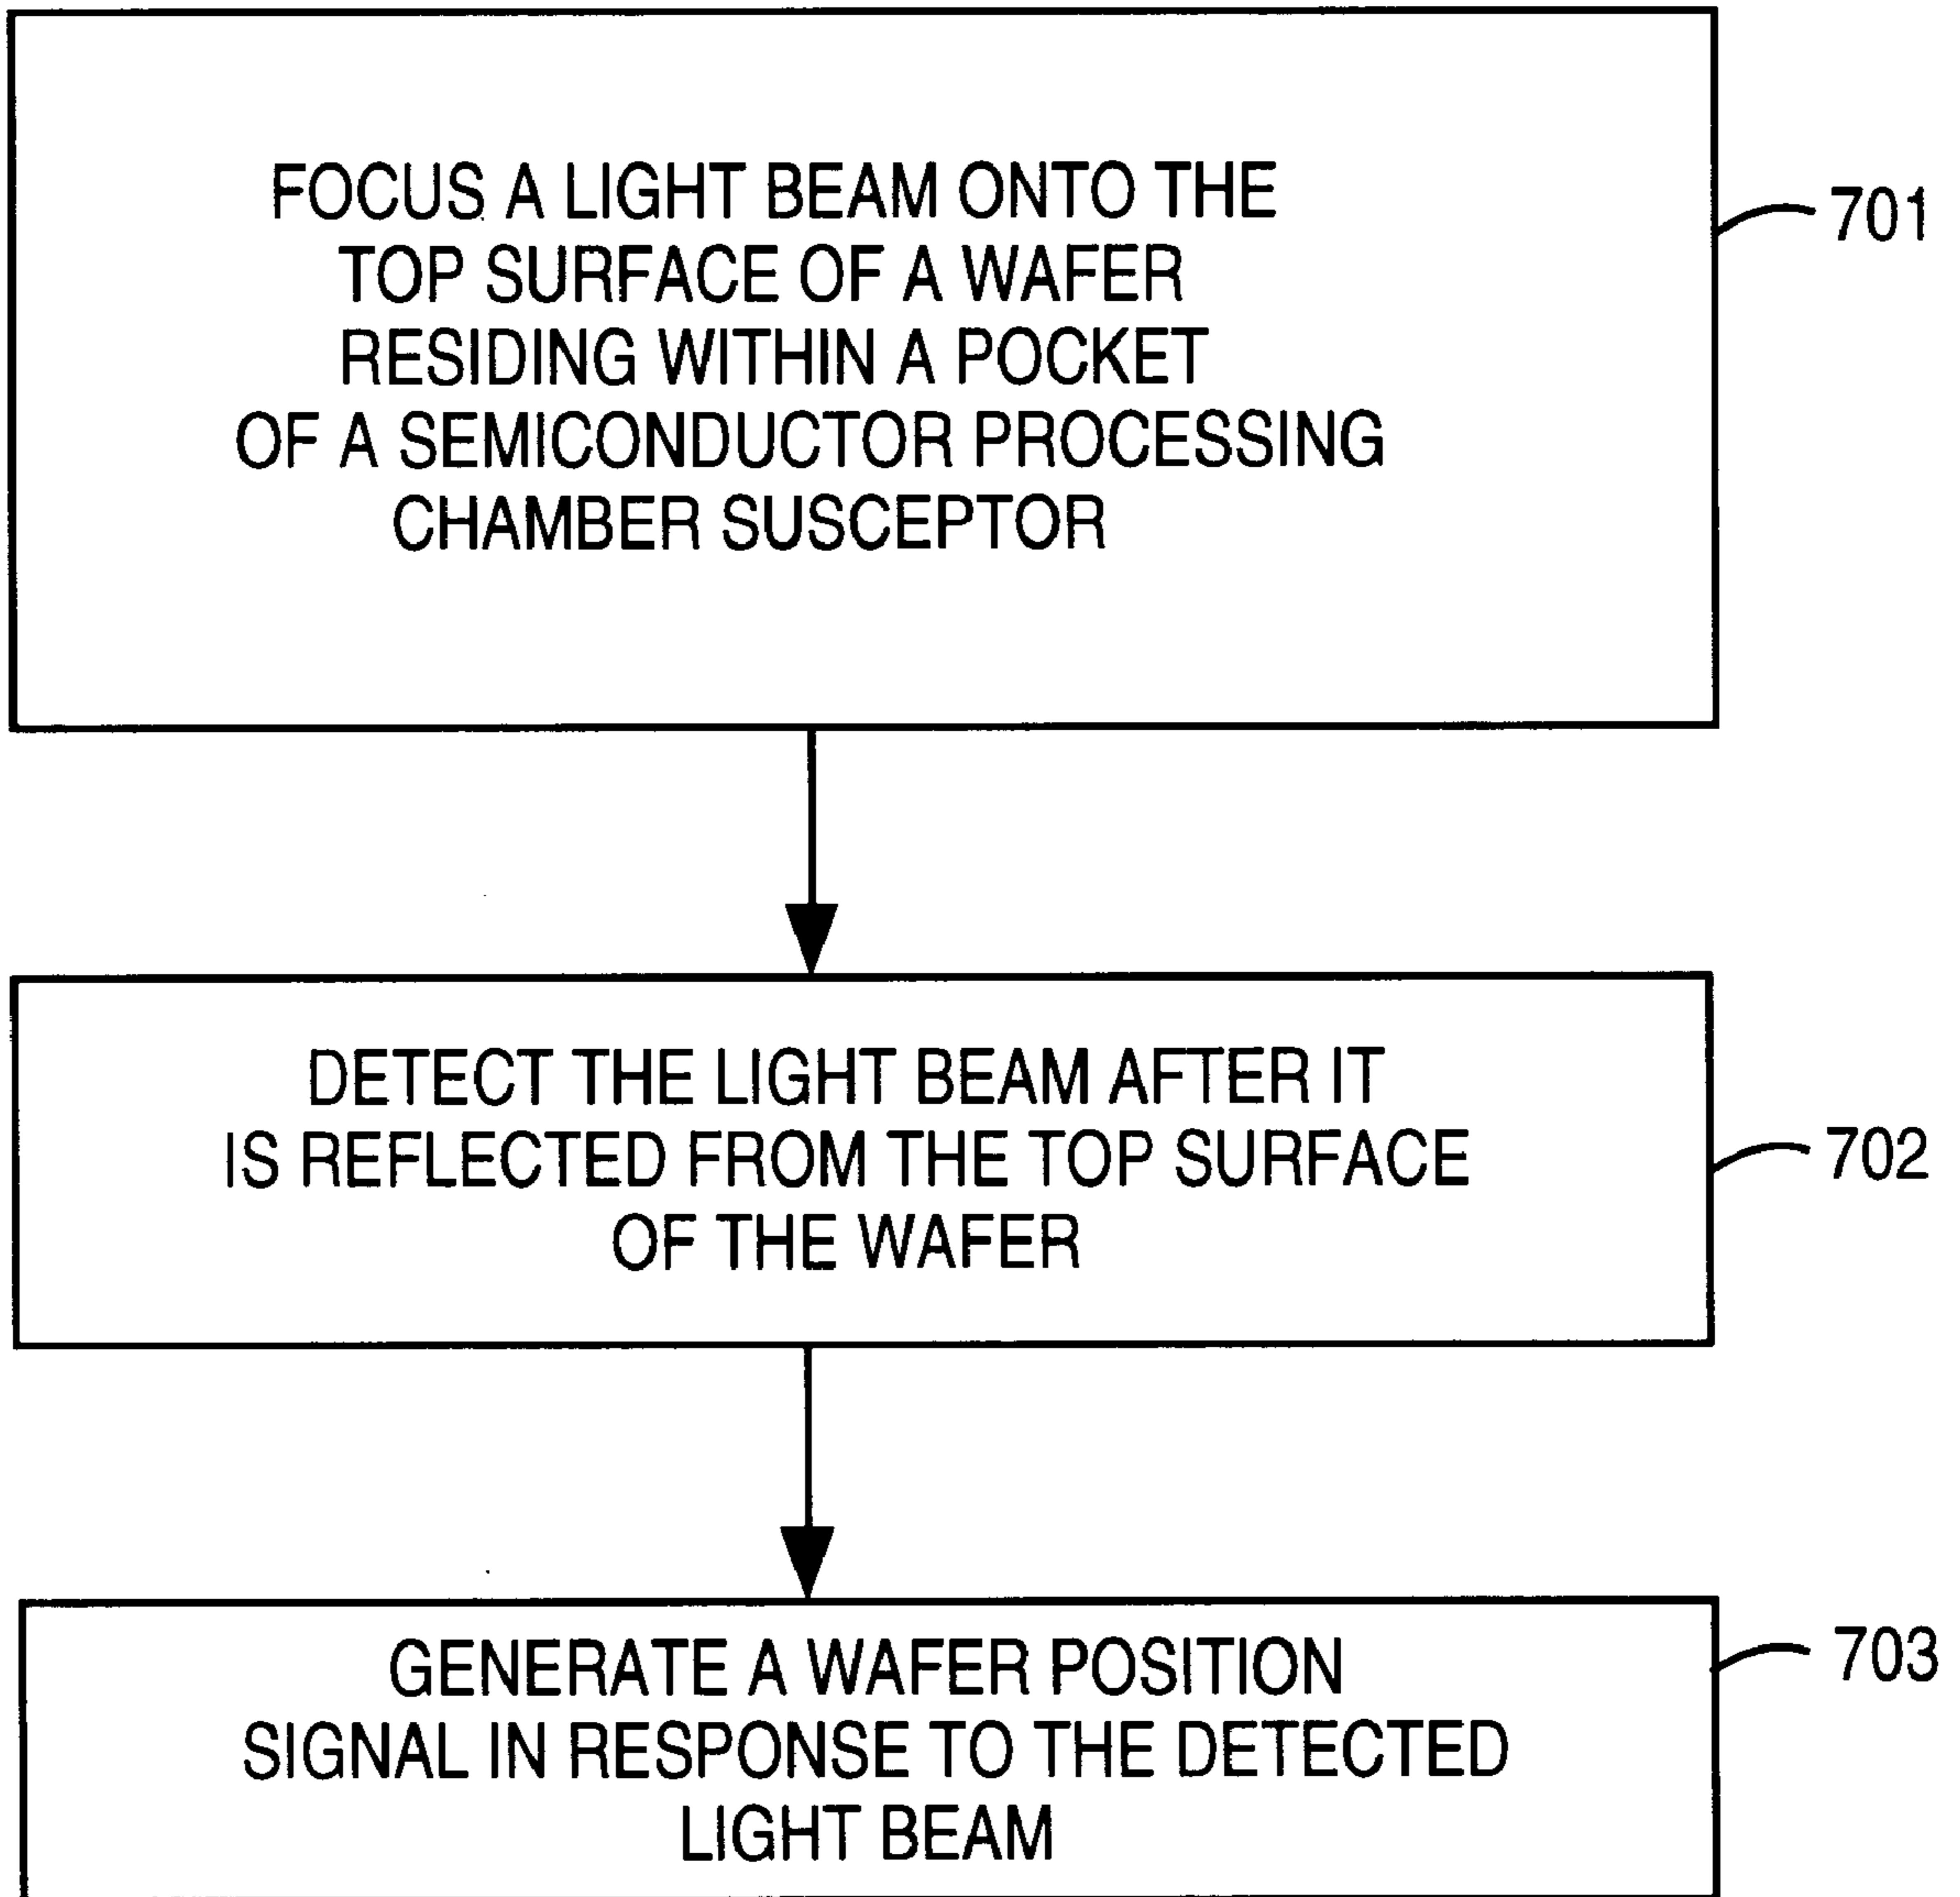 FOCUS A LIGHT BEAM ONTO THE
TOP SURFACE OF A WAFER
RESIDING WITHIN A POCKET
OF A SEMICONDUCTOR PROCESSING
CHAMBER SUSCEPTOR
701
DETECT THE LIGHT BEAM AFTER IT
IS REFLECTED FROM THE TOP SURFACE
OF THE WAFER
702
GENERATE A WAFER POSITION
SIGNAL IN RESPONSE TO THE DETECTED
LIGHT BEAM
703